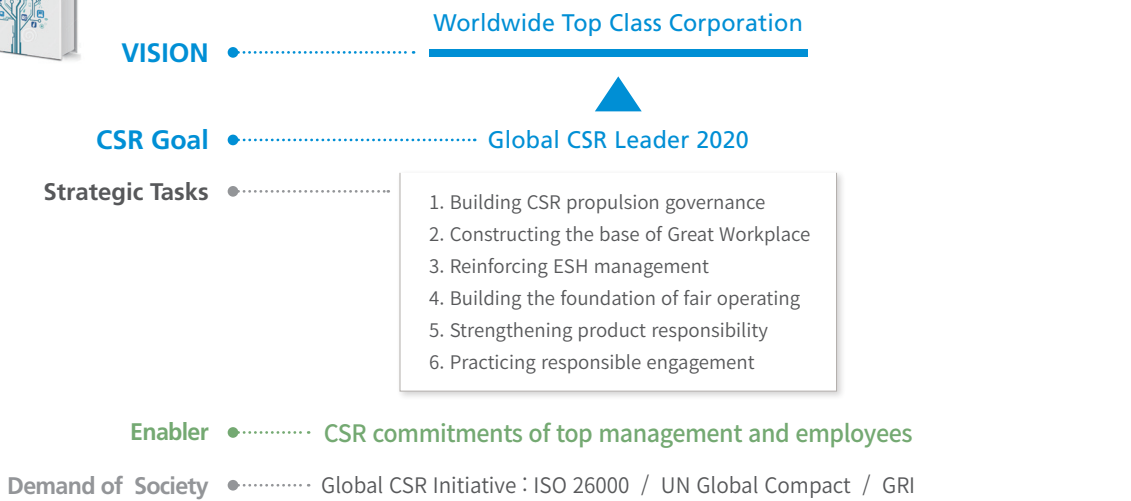 Worldwide Top Class Corporation
VISION
CSR Goal
Global CSR Leader 2020
Strategic Tasks
1. Building CSR propulsion governance
2. Constructing the base of Great Workplace
3. Reinforcing ESH management
4. Building the foundation of fair operating
5. Strengthening product responsibility
6. Practicing responsible engagement
Enabler
CSR commitments of top management and employees
Demand of Society
Global CSR Initiative : ISO 26000 / UN Global Compact / GRI